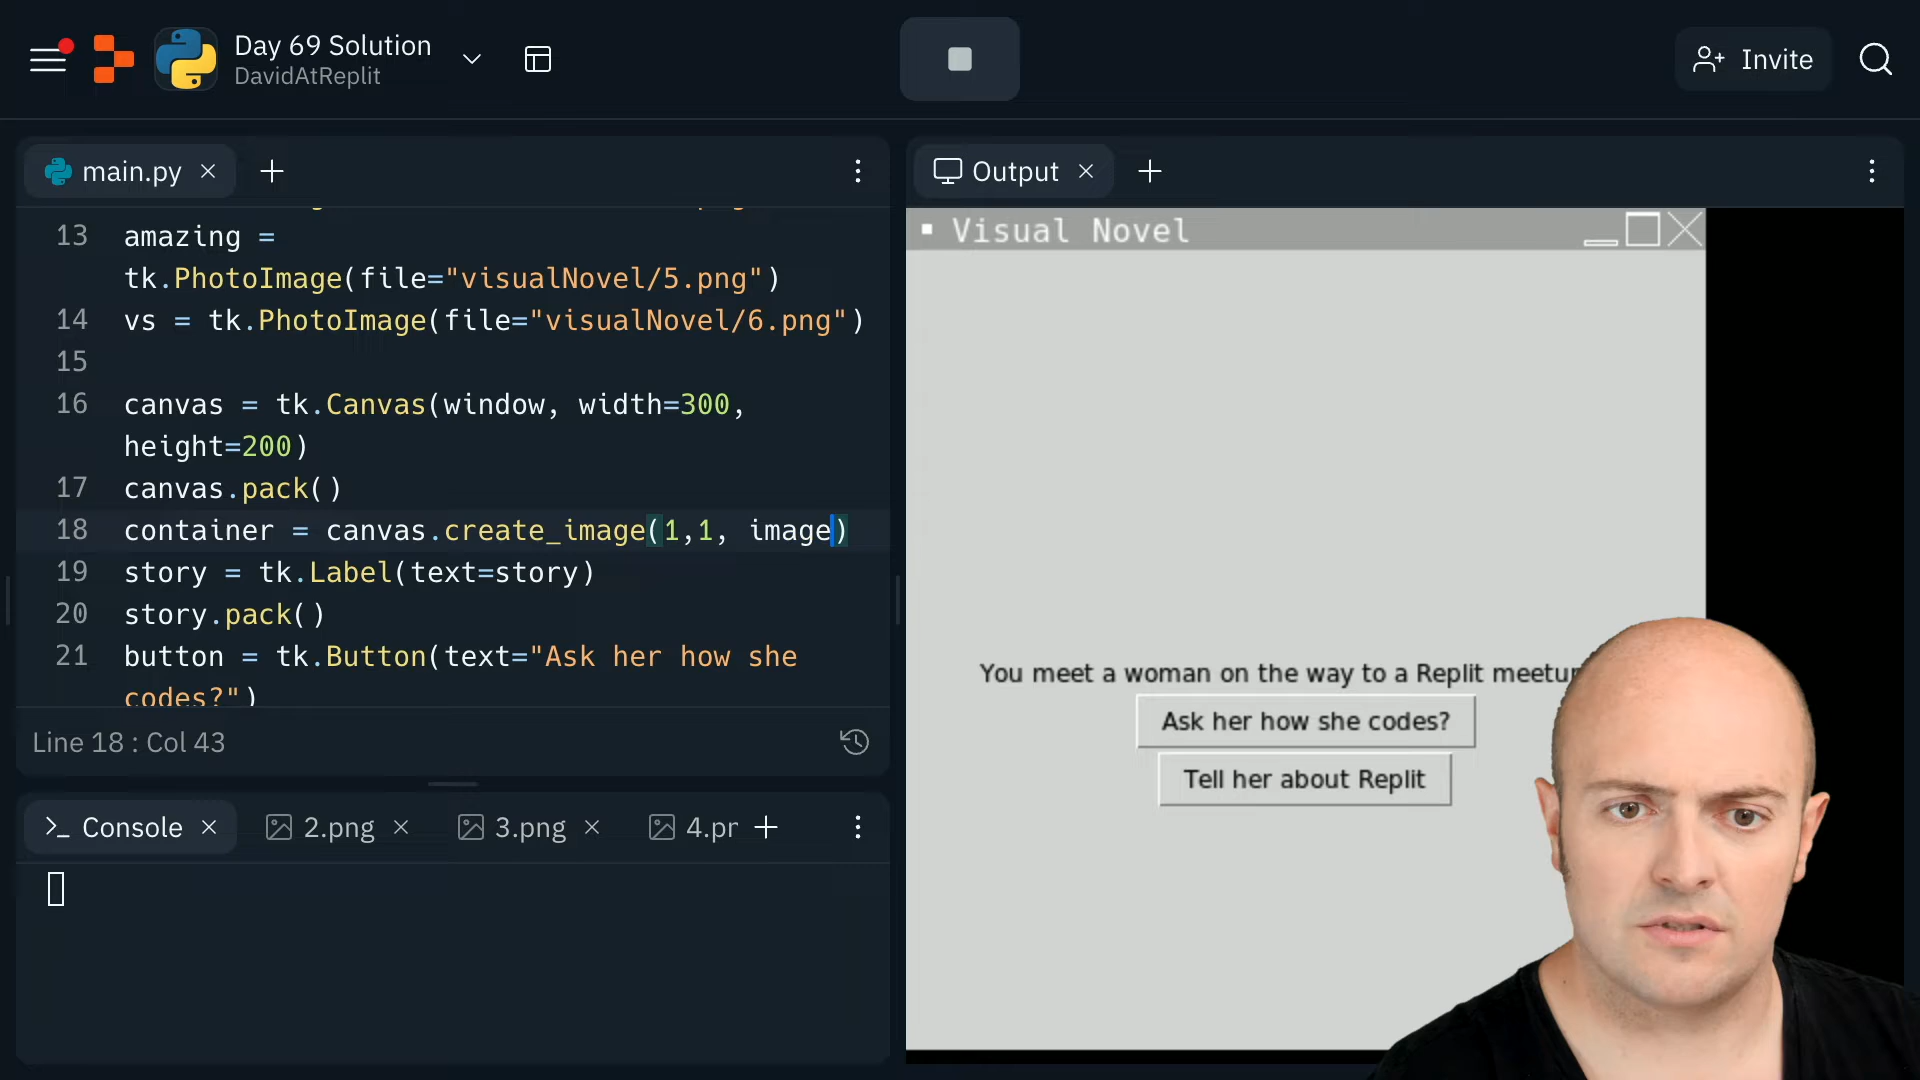 Day 69 Solution
DavidAtReplit
Invite
main.py
Output
13 amazing =
tk.PhotoImage(file="visualNovel/5.png")
14 vs = tk.PhotoImage(file="visualNovel/6.png")
15
16 canvas = tk.Canvas(window, width=300,
height=200)
17 canvas.pack()
18 container = canvas.create_image(1,1, image)
19 story = tk.Label(text=story)
20 story.pack()
21 button = tk.Button(text="Ask her how she
codes?")
Line 18 : Col 43
Console
2.png
3.png
4.pr
Visual Novel
You meet a woman on the way to a Replit
Ask her how she codes?
Tell her about Replit